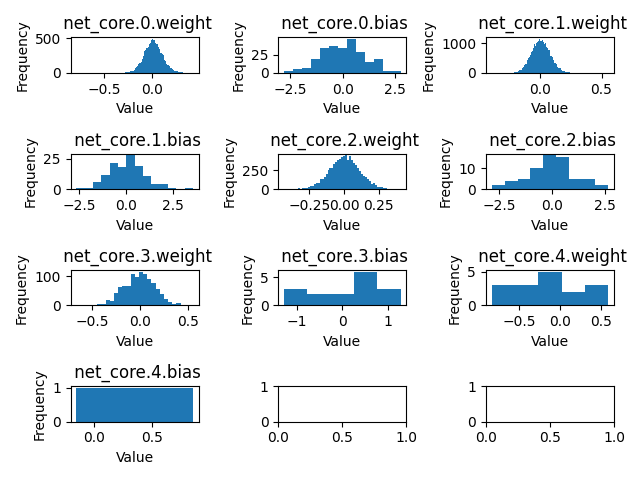 net_core.0.weight
Frequency
500
0
−0.5
0.0
Value
net_core.0.bias
Frequency
25
0
−2.5
0.0
2.5
Value
net_core.1.weight
Frequency
1000
0
0.0
0.5
Value
net_core.1.bias
Frequency
25
0
−2.5
0.0
2.5
Value
net_core.2.weight
Frequency
250
0
−0.25
0.00
0.25
Value
net_core.2.bias
Frequency
10
0
−2.5
0.0
2.5
Value
net_core.3.weight
Frequency
100
0
−0.5
0.0
0.5
Value
net_core.3.bias
Frequency
5
0
−1
0
1
Value
net_core.4.weight
Frequency
5
0
−0.5
0.0
0.5
Value
net_core.4.bias
Frequency
1
0
0.0
0.5
Value
1
0
0.0
0.5
1.0
1
0
0.0
0.5
1.0